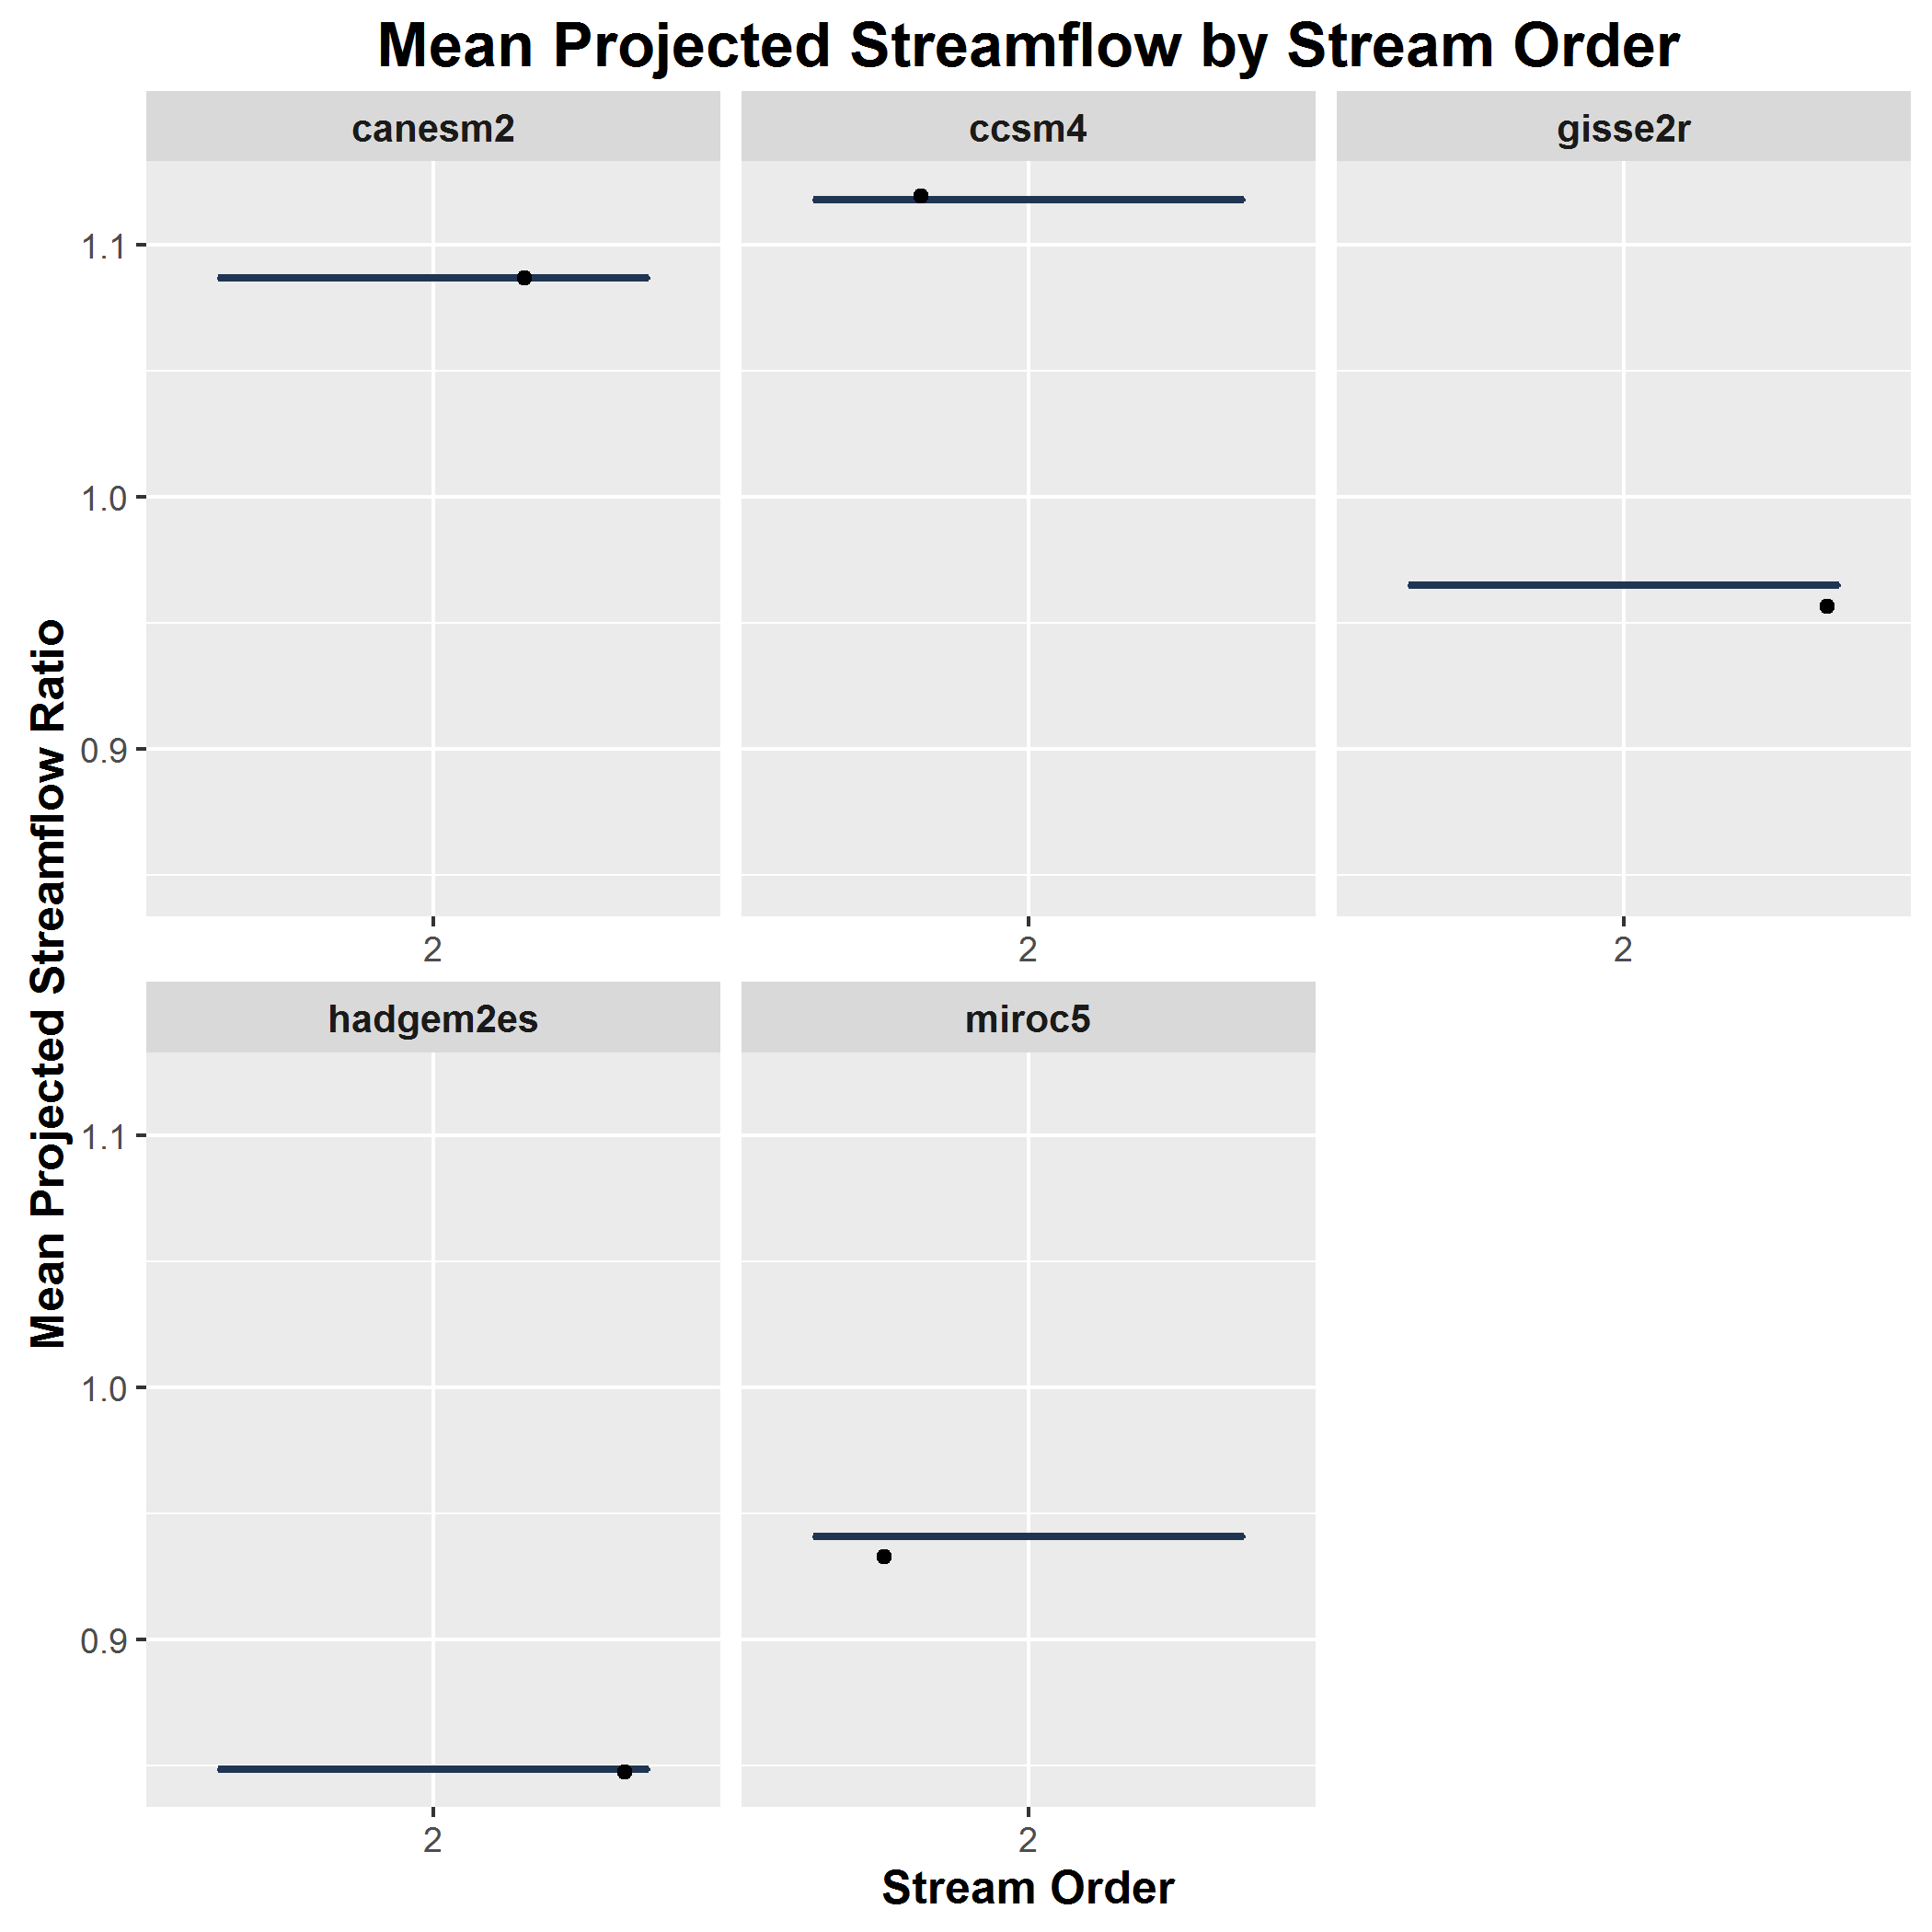 Mean Projected Streamflow by Stream Order
canesm2
ccsm4
gisse2r
1.1
1.0
0.9
2
2
2
Mean Projected Streamflow Ratio
hadgem2es
miroc5
1.1
1.0
0.9
2
2
Stream Order